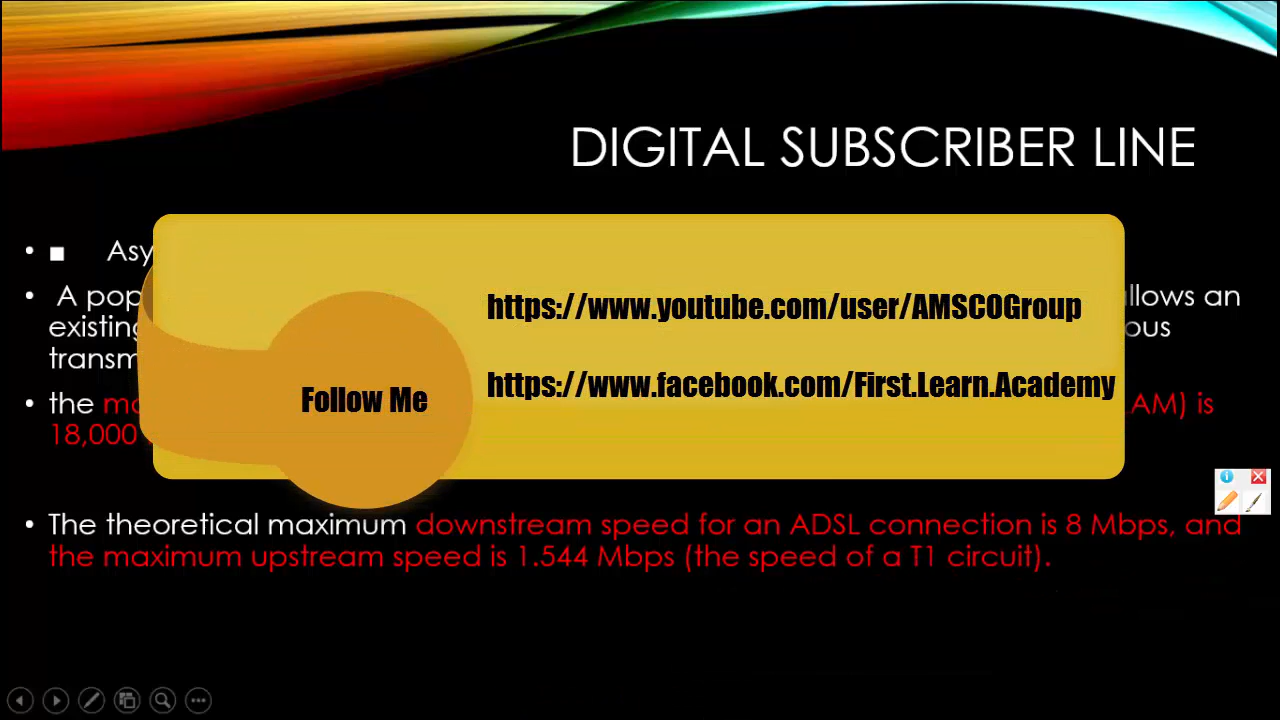 DIGITAL SUBSCRIBER LINE
• ■ Asy
• A pop llows an
existing ous
transm
https://www.youtube.com/user/AMSCOGroup
https://www.facebook.com/First.Learn.Academy
Follow Me
• the AM) is
18,000
• The theoretical maximum downstream speed for an ADSL connection is 8 Mbps, and
the maximum upstream speed is 1.544 Mbps (the speed of a T1 circuit).